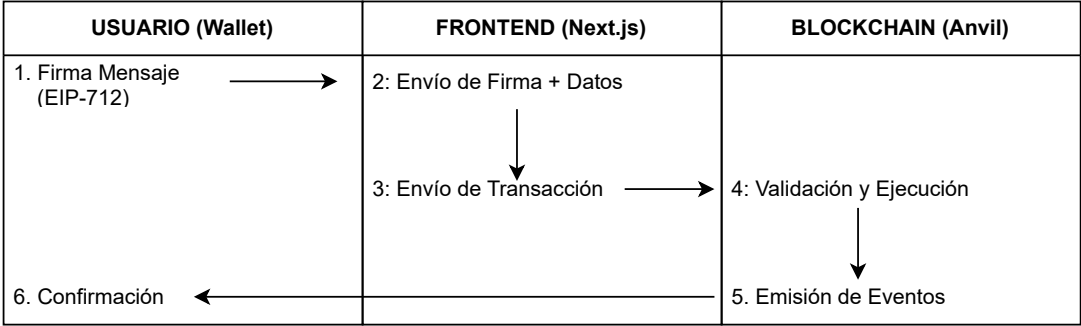 USUARIO (Wallet)
FRONTEND (Next.js)
BLOCKCHAIN (Anvil)
1. Firma Mensaje
(EIP-712)
2: Envío de Firma + Datos
3: Envío de Transacción
4: Validación y Ejecución
5. Emisión de Eventos
6. Confirmación